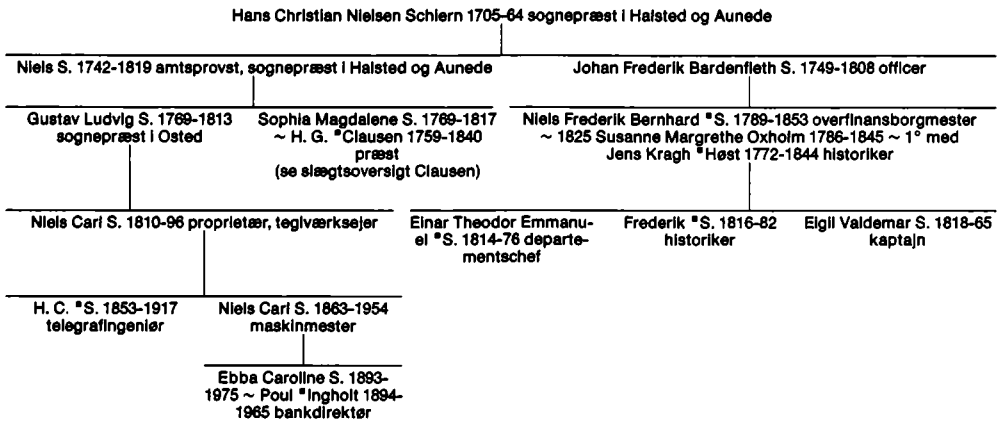 Hans Christian Nielsen Schiern 1705-64 sognepræst i Halsted og Aunede
Niels S. 1742-1819 amtsprovst, sognepræst i Halsted og Aunede
Johan Frederik Bardenfleth S. 1749-1808 officer
Gustav Ludvig S. 1769-1813
sognepræst i Osted
Sophia Magdalene S. 1769-1817
~ H. G. *Clausen 1759-1840
præst
(se slægtsoversigt Clausen)
Niels Frederik Bernhard *S. 1789-1853 overfinansborgmester
~ 1825 Susanne Margrethe Oxholm 1786-1845 ~ 1° med
Jens Kragh *Høst 1772-1844 historiker
Niels Carl S. 1810-96 proprietær, teglværksejer
Einar Theodor Emmanu-
el *S. 1814-76 departe-
mentschef
Frederik *S. 1816-82
historiker
Eigil Valdemar S. 1818-65
kaptajn
H. C. *S. 1853-1917
telegrafingeniør
Niels Carl S. 1863-1954
maskinmester
Ebba Caroline S. 1893-
1975 ~ Poul *Ingholt 1894-
1965 bankdirektør